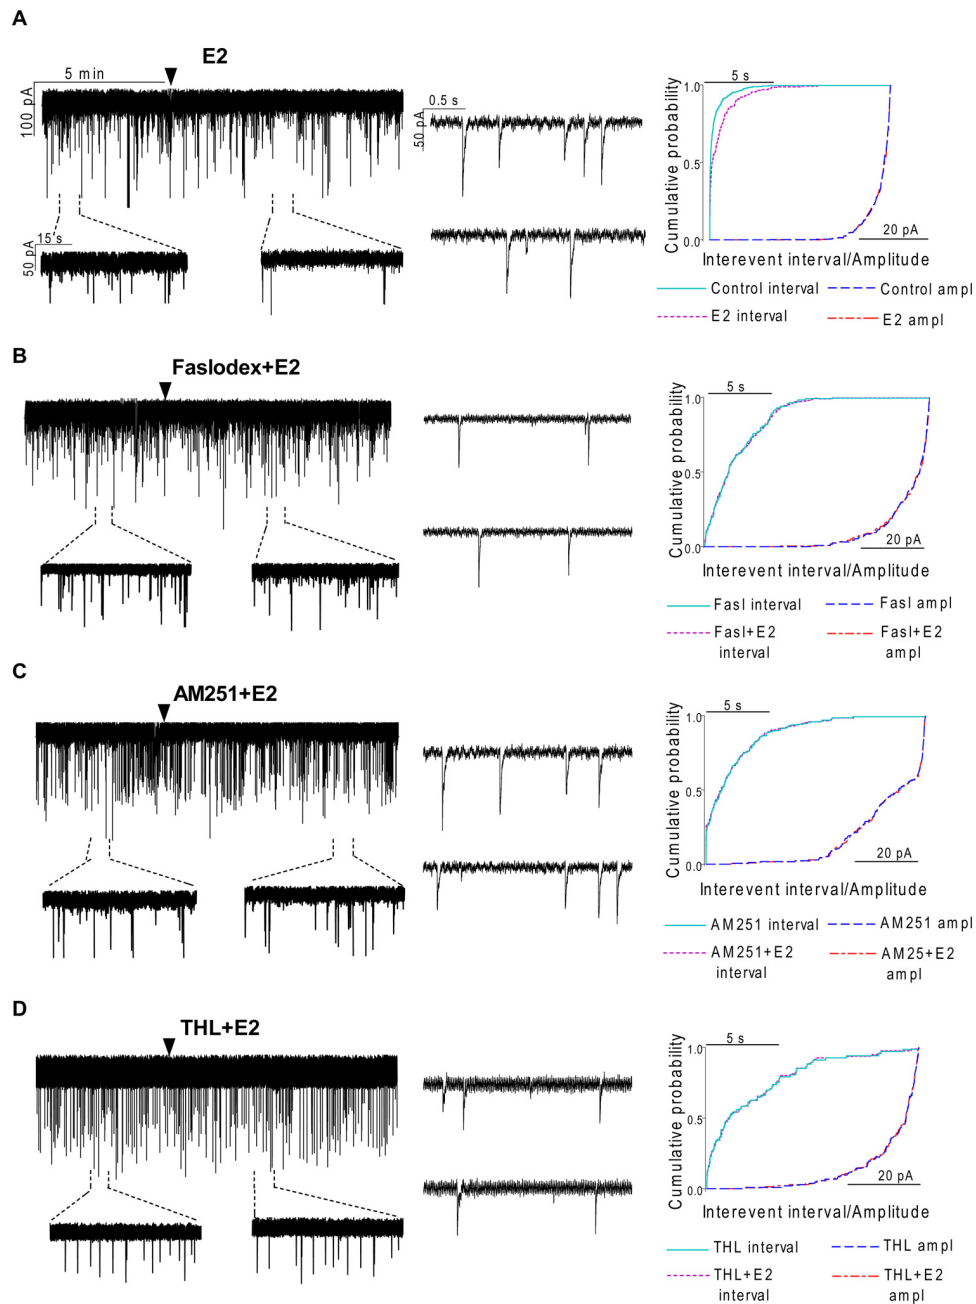 A
E2
5 min
100 pA
15's
50 pA
0.5 s
50 pA
5 s
Cumulative probability
1.0
0.5
0.0
20 pA
Interevent interval/Amplitude
Control interval
Control ampl
E2 interval
E2 ampl
B
Faslodex+E2
5 s
Cumulative probability
1.0
0.5
0.0
20 pA
Interevent interval/Amplitude
Fasl interval
Fasl ampl
Fasl+E2
interval
Fasl+E2
ampl
C
AM251+E2
5 s
Cumulative probability
1.0
0.5
0.0
20 pA
Interevent interval/Amplitude
AM251 interval
AM251 ampl
AM251+E2
interval
AM25+E2
ampl
D
THL+E2
5 s
Cumulative probability
1.0
0.5
0.0
20 pA
Interevent interval/Amplitude
THL interval
THL ampl
THL+E2
interval
THL+E2
ampl